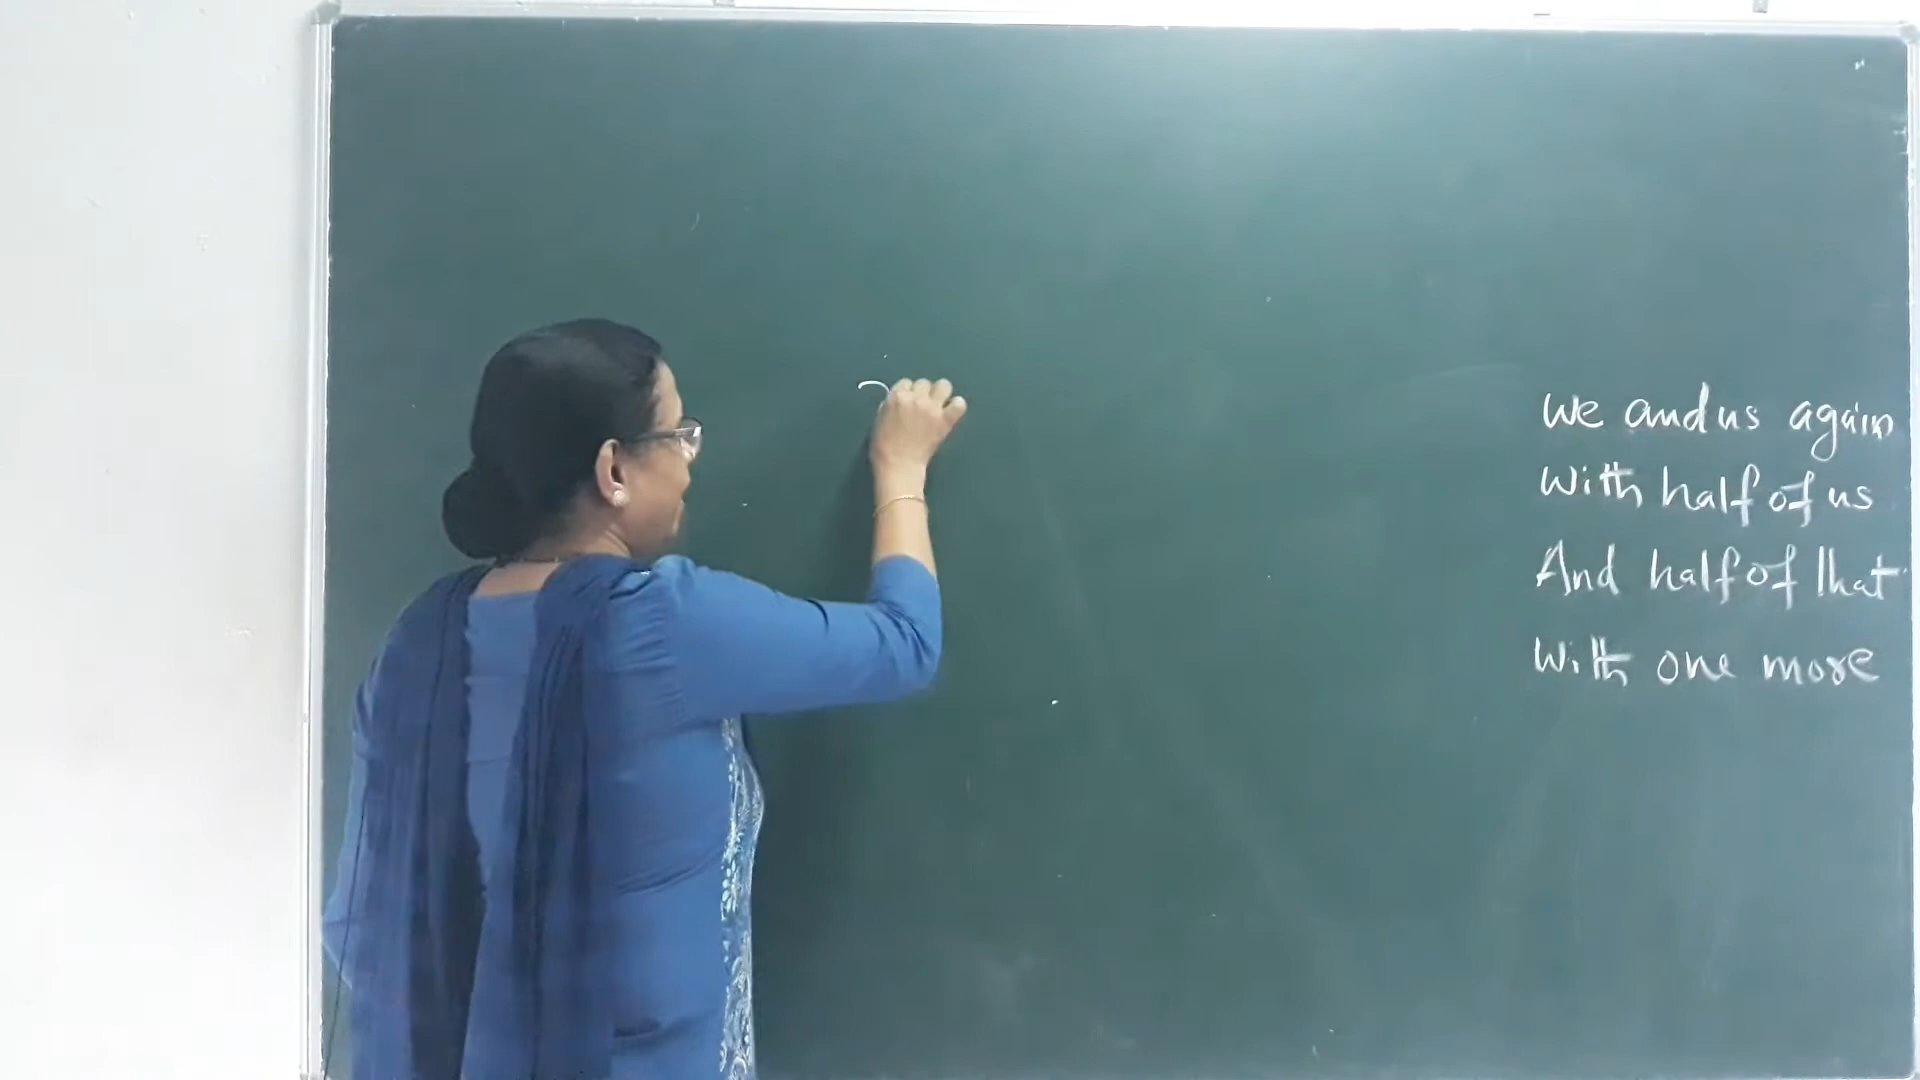 We and us again
With half of us
And half of that
With one more